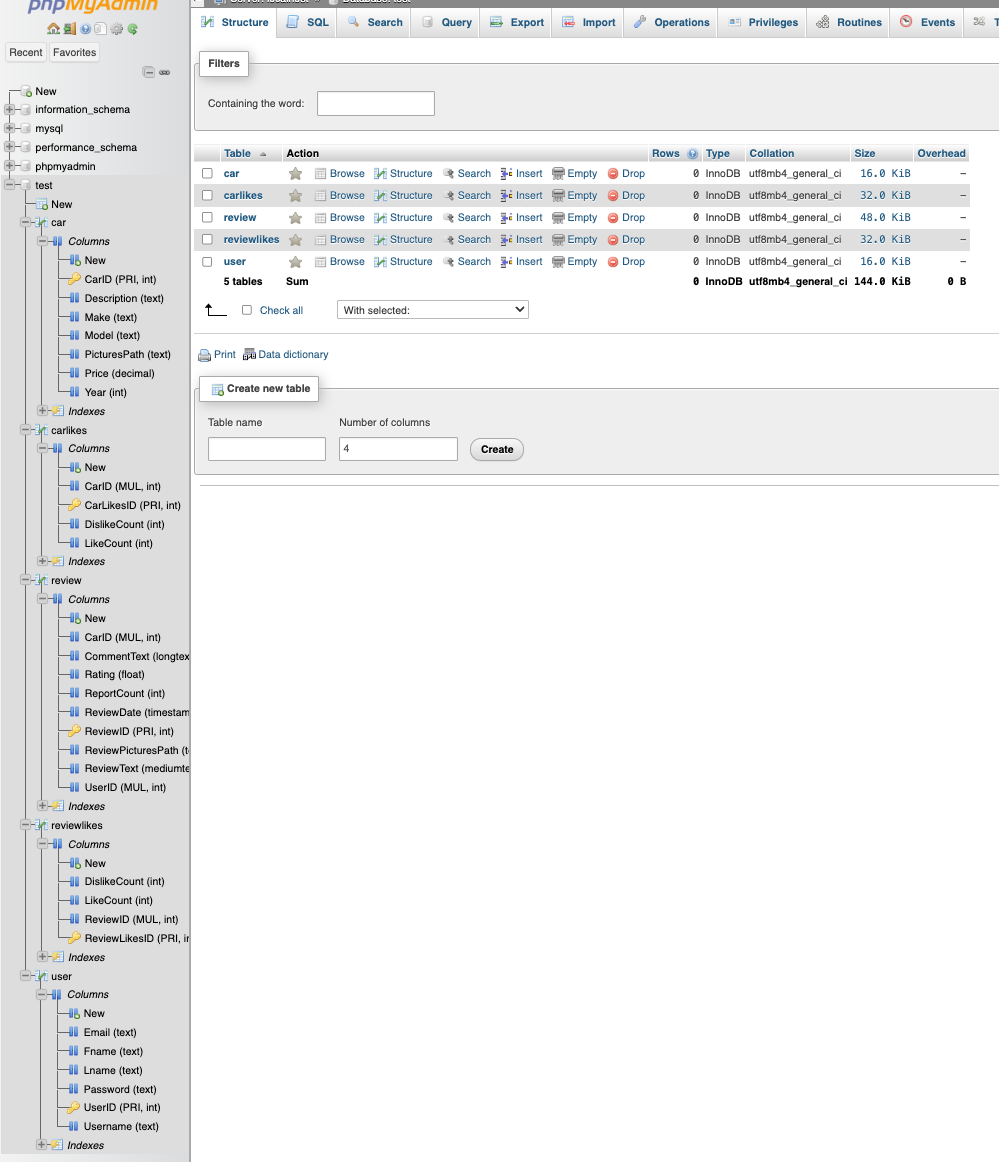 phpMyAdmin
Recent Favorites
New
information_schema
mysql
performance_schema
phpmyadmin
test
New
car
Columns
New
CarID (PRI, int)
Description (text)
Make (text)
Model (text)
PicturesPath (text)
Price (decimal)
Year (int)
Indexes
carlikes
Columns
New
CarID (MUL, int)
CarLikesID (PRI, int)
DislikeCount (int)
LikeCount (int)
Indexes
review
Columns
New
CarID (MUL, int)
CommentText (longtex
Rating (float)
ReportCount (int)
ReviewDate (timestam
ReviewID (PRI, int)
ReviewPicturesPath (t
ReviewText (mediumte
UserID (MUL, int)
Indexes
reviewlikes
Columns
New
DislikeCount (int)
LikeCount (int)
ReviewID (MUL, int)
ReviewLikesID (PRI, in
Indexes
user
Columns
New
Email (text)
Fname (text)
Lname (text)
Password (text)
UserID (PRI, int)
Username (text)
Indexes
Structure SQL Search Query Export Import Operations Privileges Routines Events T
Filters
Containing the word:
Table Action Rows Type Collation Size Overhead
car Browse Structure Search Insert Empty Drop 0 InnoDB utf8mb4_general_ci 16.0 KiB –
carlikes Browse Structure Search Insert Empty Drop 0 InnoDB utf8mb4_general_ci 32.0 KiB –
review Browse Structure Search Insert Empty Drop 0 InnoDB utf8mb4_general_ci 48.0 KiB –
reviewlikes Browse Structure Search Insert Empty Drop 0 InnoDB utf8mb4_general_ci 32.0 KiB –
user Browse Structure Search Insert Empty Drop 0 InnoDB utf8mb4_general_ci 16.0 KiB –
5 tables Sum 0 InnoDB utf8mb4_general_ci 144.0 KiB 0 B
Check all With selected:
Print Data dictionary
Create new table
Table name Number of columns
4 Create